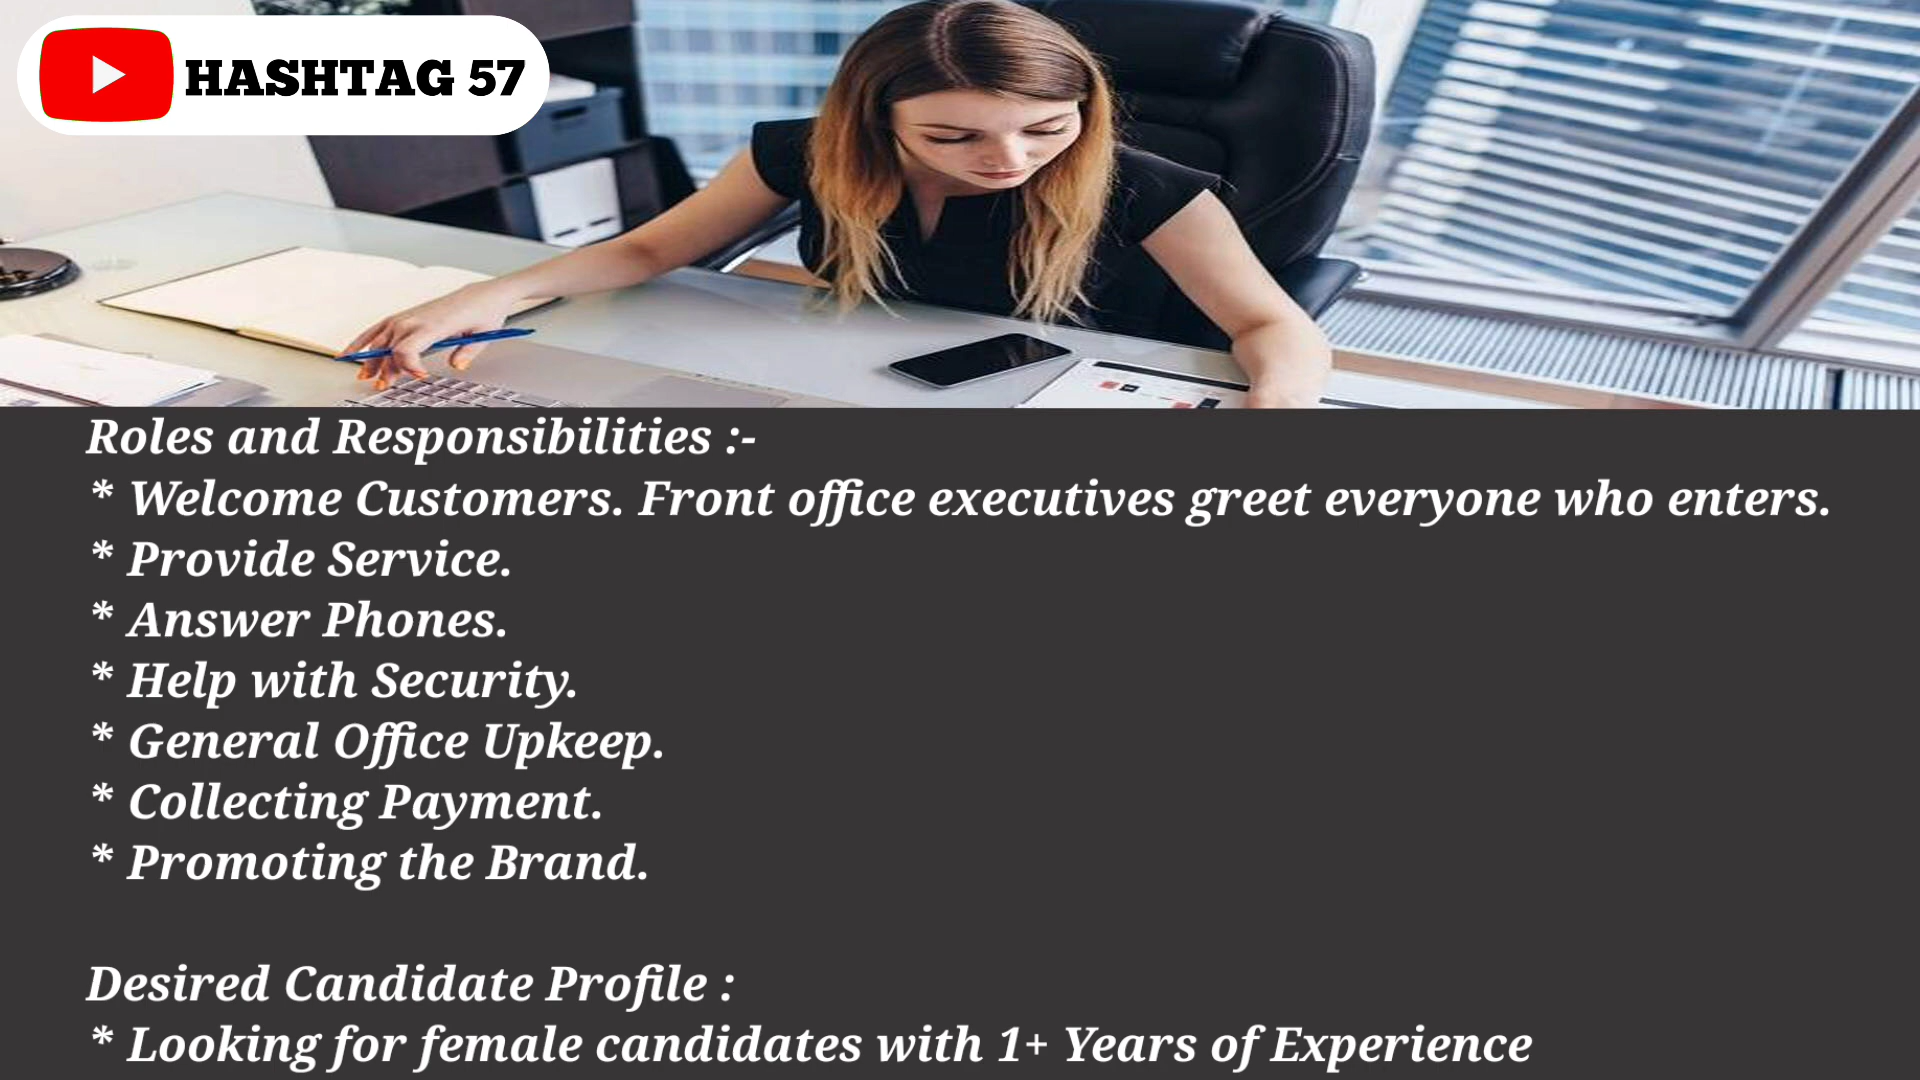 HASHTAG 57
Roles and Responsibilities :-
* Welcome Customers. Front office executives greet everyone who enters.
* Provide Service.
* Answer Phones.
* Help with Security.
* General Office Upkeep.
* Collecting Payment.
* Promoting the Brand.
Desired Candidate Profile :
* Looking for female candidates with 1+ Years of Experience